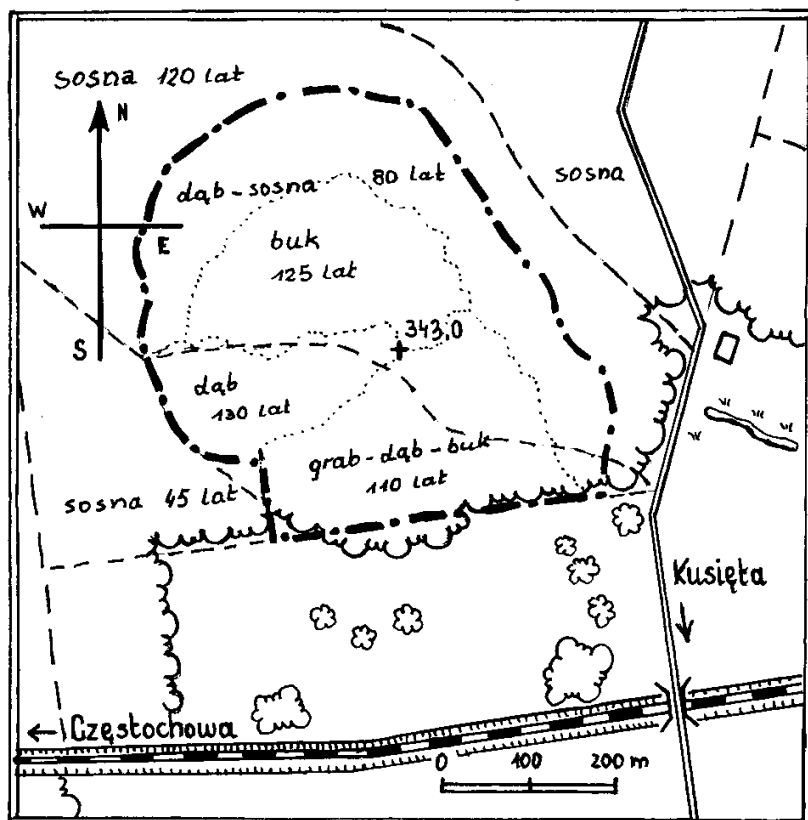 sosna 120 lat
N
W
E
S
dąb-sosna 80 lat
sosna
buk
125 lat
343,0
dąb
130 lat
grab-dąb-buk
110 lat
sosna 45 lat
Kusięta
Częstochowa
0 100 200 m